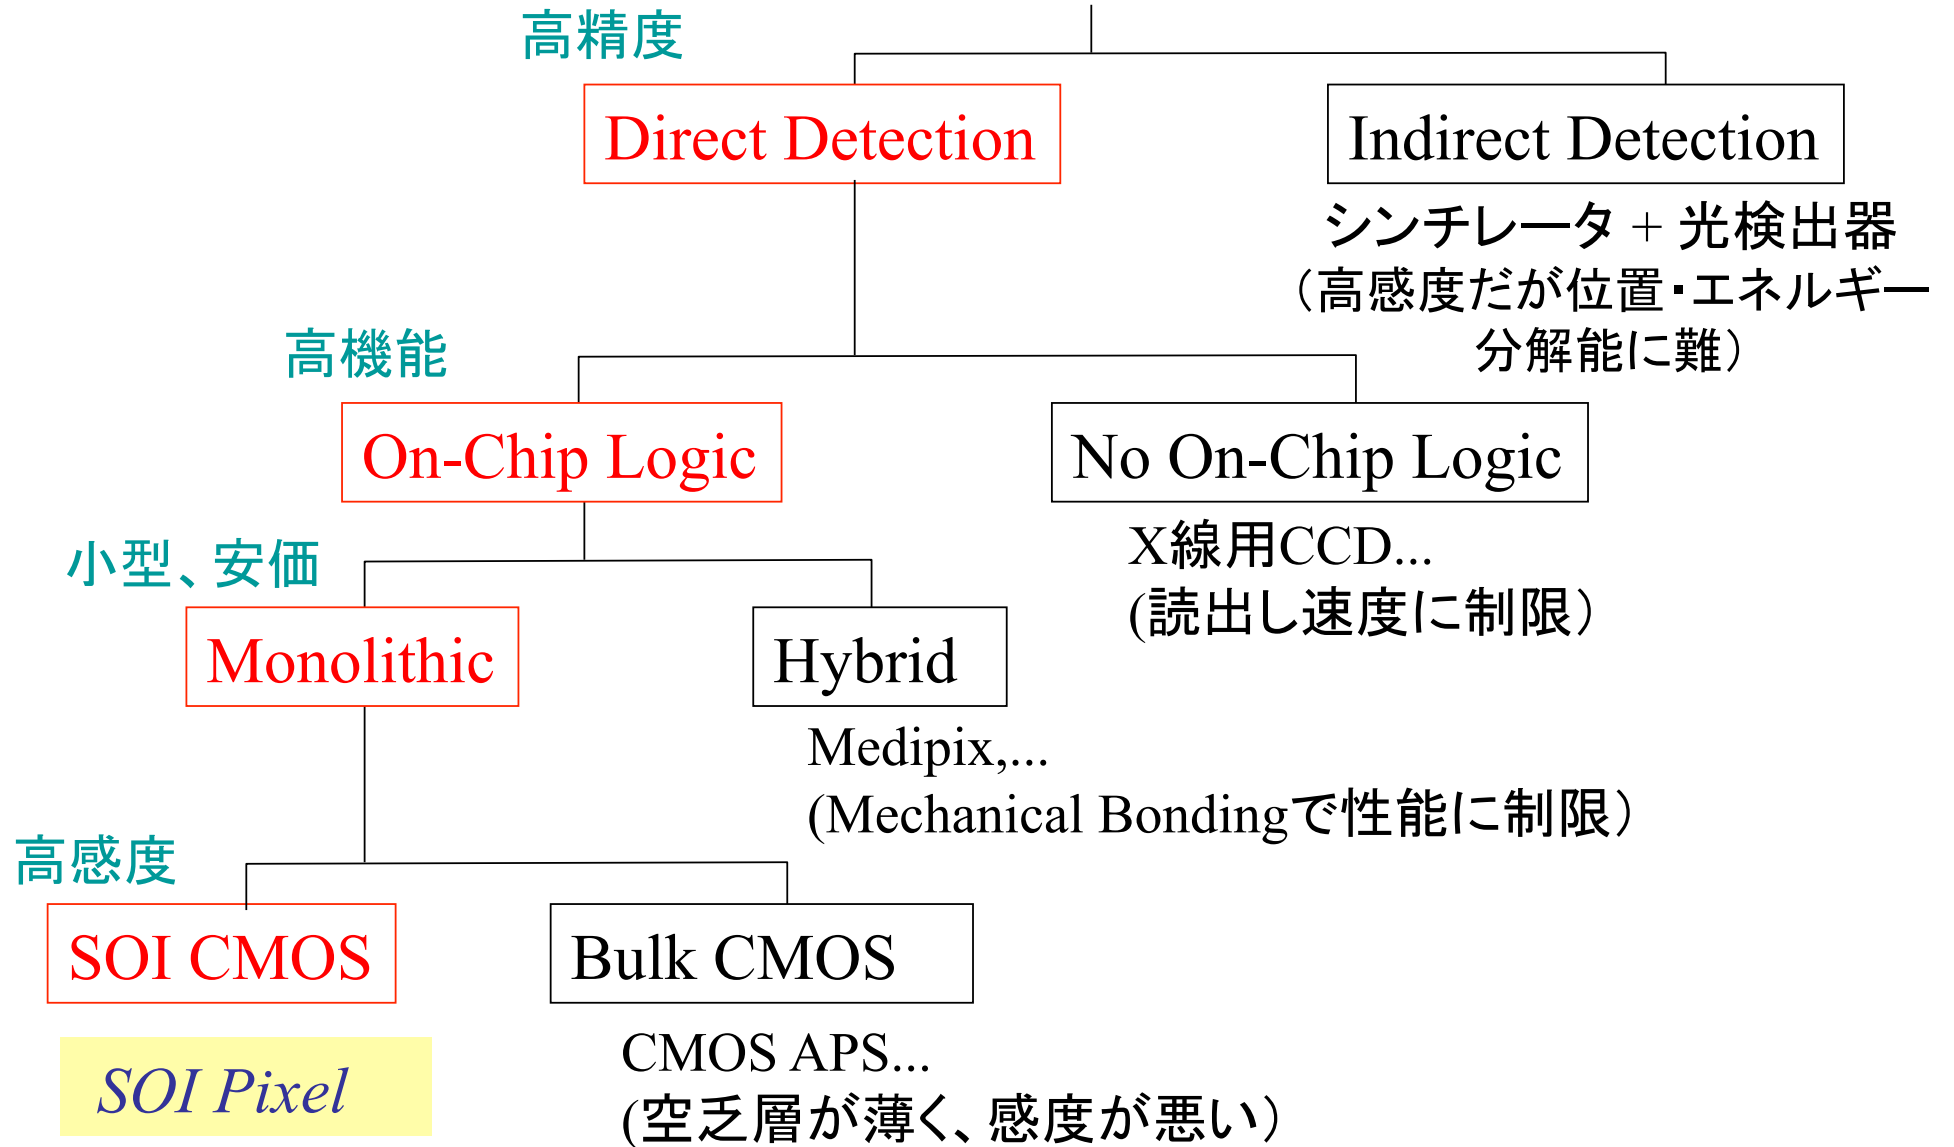 高精度
Direct Detection
Indirect Detection
シンチレータ + 光検出器
（高感度だが位置・エネルギー
分解能に難）
高機能
On-Chip Logic
No On-Chip Logic
X線用CCD...
(読出し速度に制限）
小型、安価
Monolithic
Hybrid
Medipix,...
(Mechanical Bondingで性能に制限）
高感度
SOI CMOS
Bulk CMOS
SOI Pixel
CMOS APS...
(空乏層が薄く、感度が悪い）